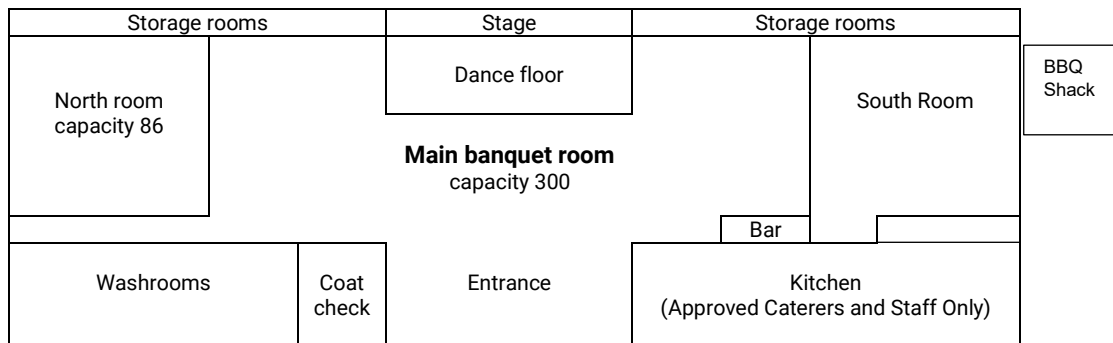 Storage rooms
Stage
Storage rooms
Dance floor
BBQ
Shack
North room
capacity 86
South Room
Main banquet room
capacity 300
Bar
Washrooms
Coat
check
Entrance
Kitchen
(Approved Caterers and Staff Only)